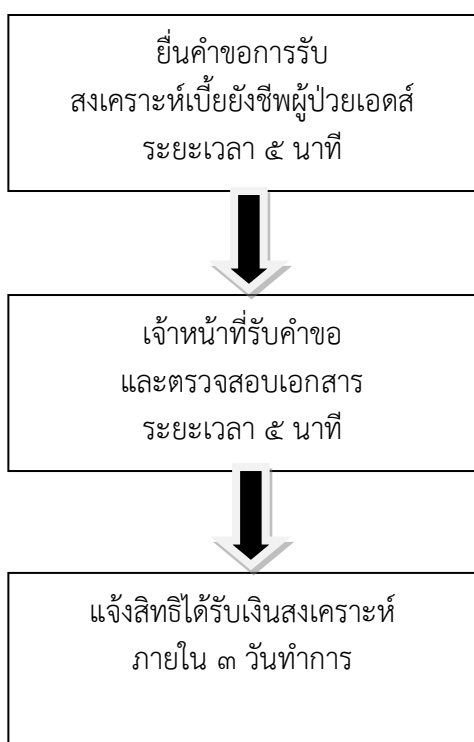 ยื่นคำขอการรับ
สงเคราะห์เบี้ยยังชีพผู้ป่วยเอดส์
ระยะเวลา ๕ นาที
เจ้าหน้าที่รับคำขอ
และตรวจสอบเอกสาร
ระยะเวลา ๕ นาที
แจ้งสิทธิได้รับเงินสงเคราะห์
ภายใน ๓ วันทำการ